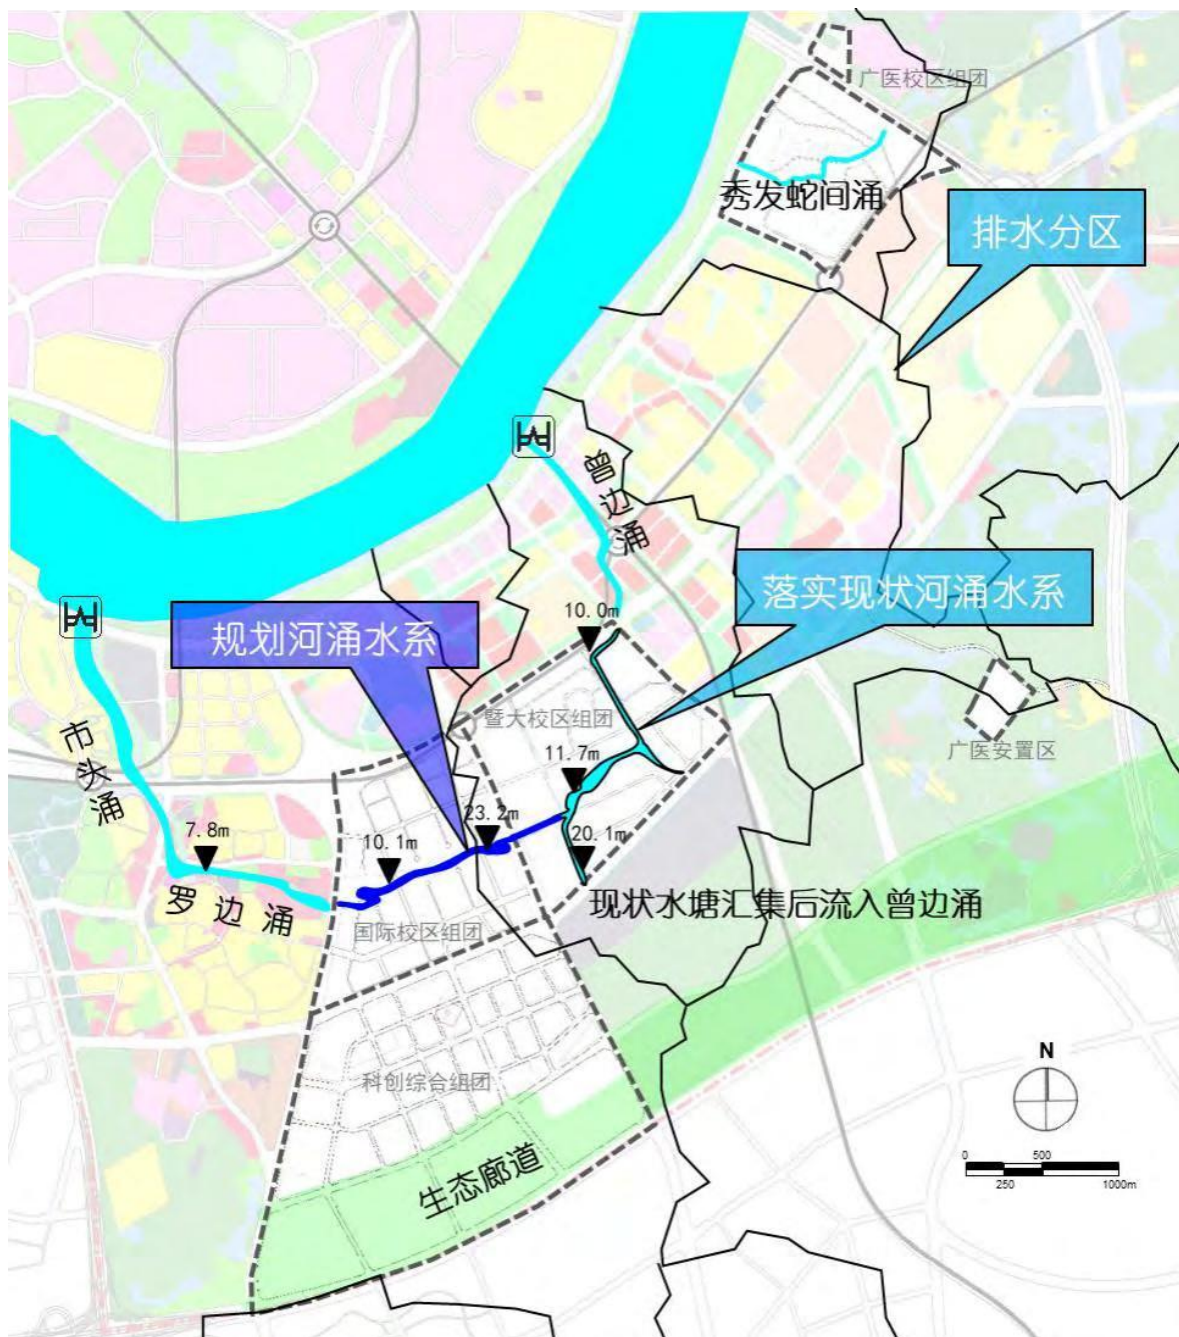 广医校区组团
秀发蛇间涌
排水分区
曾边涌
落实现状河涌水系
10.0m
规划河涌水系
暨大校区组团
广医安置区
市头涌
11.7m
7.8m
23.2m
10.1m
20.1m
罗边涌
现状水塘汇集后流入曾边涌
国际校区组团
科创综合组团
N
生态廊道
0 500
250 1000m